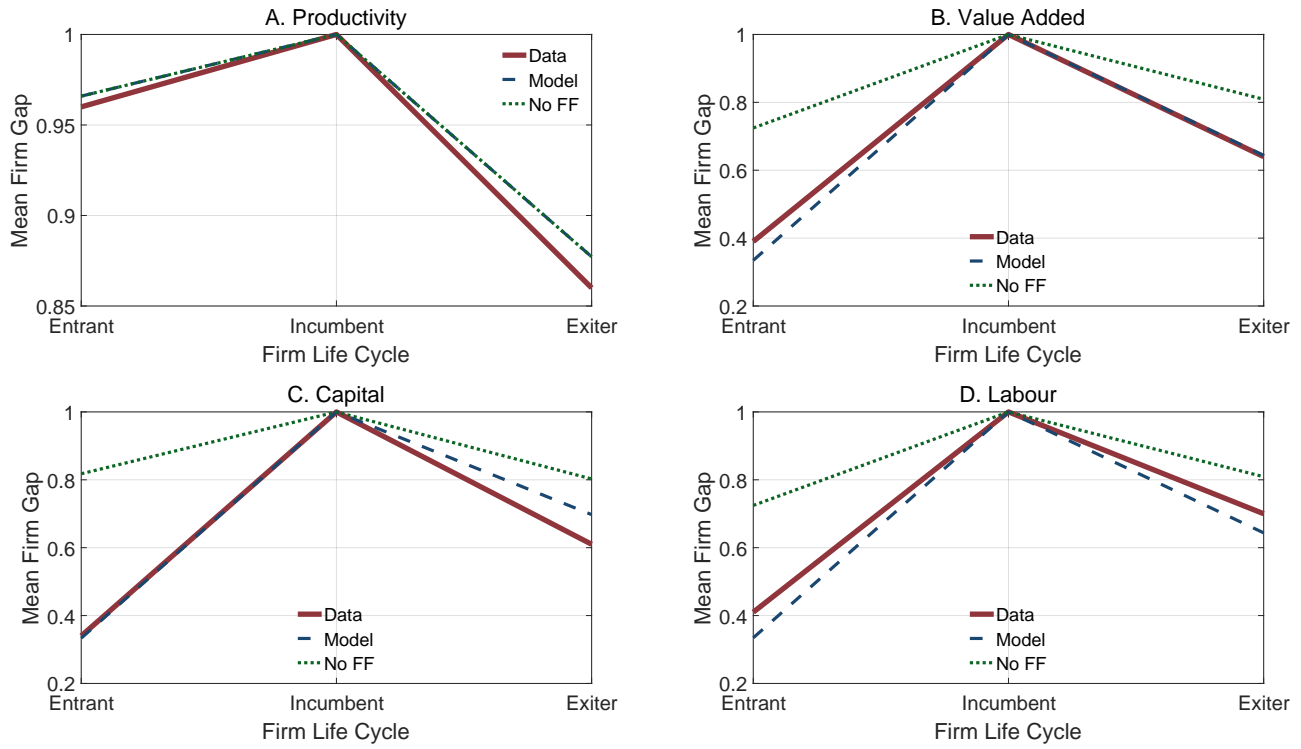 A. Productivity
1
0.95
0.9
0.85
Mean Firm Gap
Data
Model
No FF
Entrant
Incumbent
Exiter
Firm Life Cycle
B. Value Added
1
0.8
0.6
0.4
0.2
Mean Firm Gap
Data
Model
No FF
Entrant
Incumbent
Exiter
Firm Life Cycle
C. Capital
1
0.8
0.6
0.4
0.2
Mean Firm Gap
Data
Model
No FF
Entrant
Incumbent
Exiter
Firm Life Cycle
D. Labour
1
0.8
0.6
0.4
0.2
Mean Firm Gap
Data
Model
No FF
Entrant
Incumbent
Exiter
Firm Life Cycle